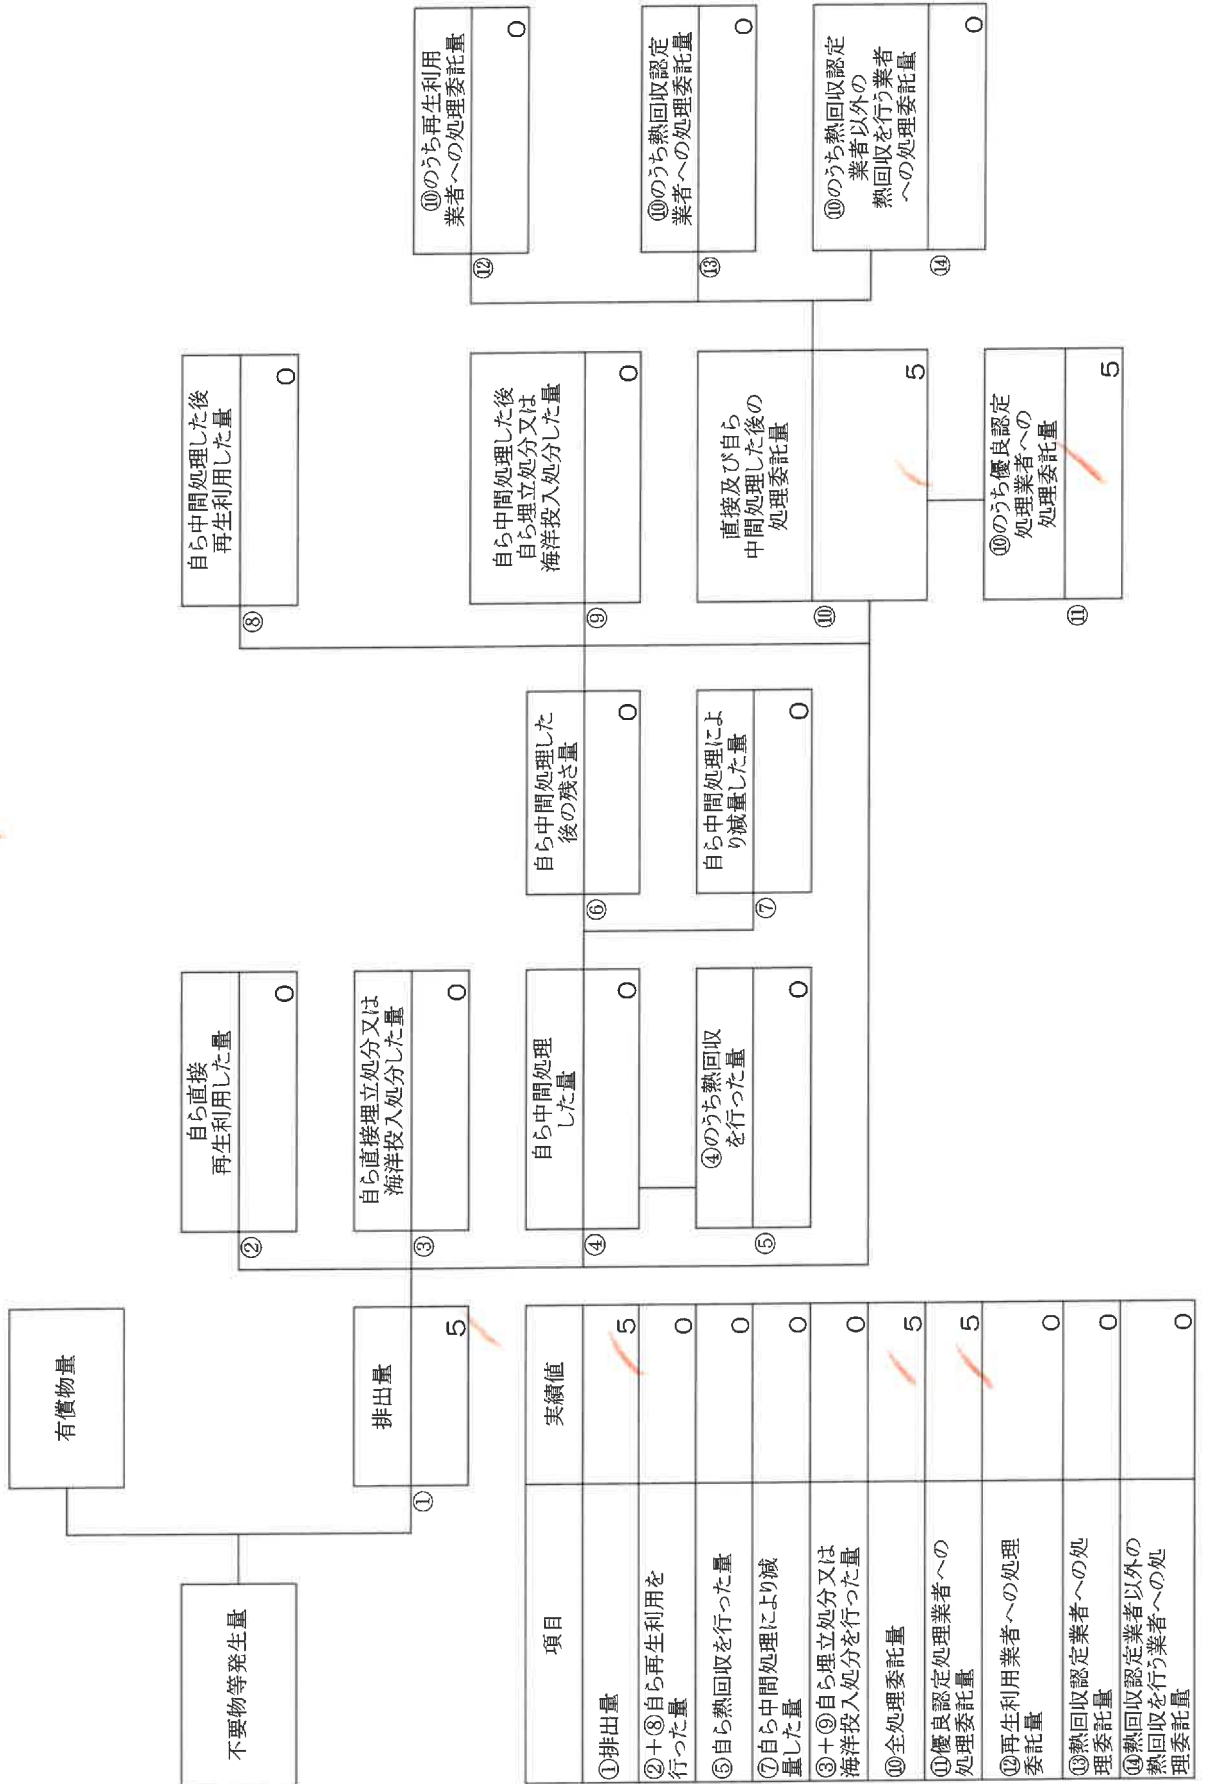 不要物等発生量
有償物量
排出量
①
5
自ら直接
再生利用した量
②
0
自ら直接埋立処分又は
海洋投入処分した量
③
0
自ら中間処理
した量
④
0
④のうち熱回収
を行った量
⑤
0
自ら中間処理した
後の残さ量
⑥
0
自ら中間処理によ
り減量した量
⑦
0
自ら中間処理した後
再生利用した量
⑧
0
自ら中間処理した後
自ら埋立処分又は
海洋投入処分した量
⑨
0
直接及び自ら
中間処理した後の
処理委託量
⑩
5
⑩のうち優良認定
処理業者への
処理委託量
⑪
5
⑩のうち再生利用
業者への処理委託量
⑫
0
⑩のうち熱回収認定
業者への処理委託量
⑬
0
⑩のうち熱回収認定
業者以外の
熱回収を行う業者
への処理委託量
⑭
0
項目 実績値
①排出量 5
②+⑧自ら再生利用を
行った量 0
⑤自ら熱回収を行った量 0
⑦自ら中間処理により減
量した量 0
③+⑨自ら埋立処分又は
海洋投入処分を行った量 0
⑩全処理委託量 5
⑪優良認定処理業者への
処理委託量 5
⑫再生利用業者への処理
委託量 0
⑬熱回収認定業者への処
理委託量 0
⑭熱回収認定業者以外の
熱回収を行う業者への処
理委託量 0